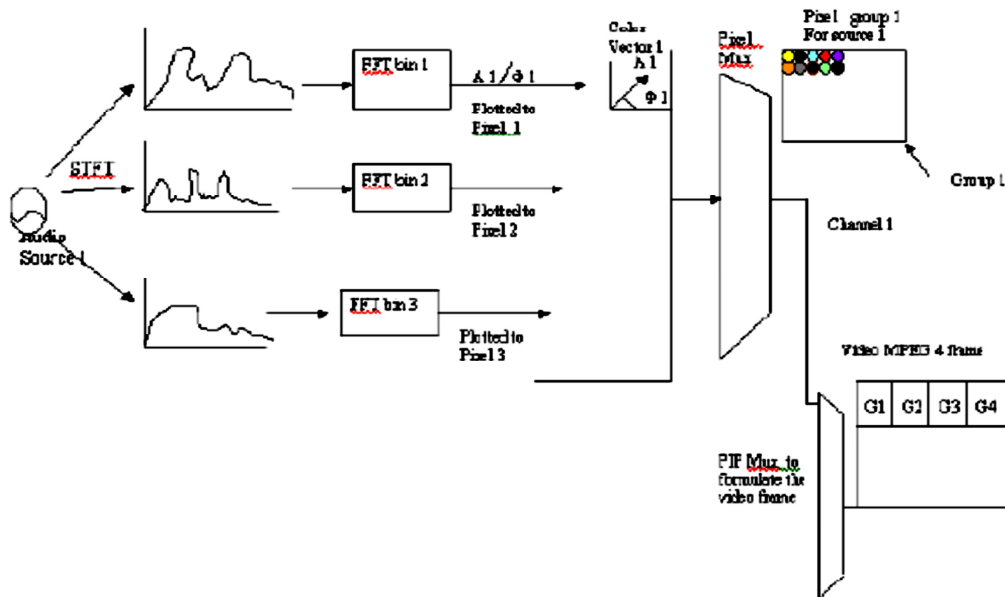 Pixel group 1
For source 1
Color
Vector 1
A 1
Φ 1
Pixel
Mux
FFT bin 1
A 1/Φ 1
Plotted to
Pixel 1
STFT
FFT bin 2
Plotted to
Pixel 2
Group 1
Audio
Source 1
Channel 1
FFT bin 3
Plotted to
Pixel 3
Video MPEG 4 frame
G1 G2 G3 G4
PIP Mux to
formulate the
video frame